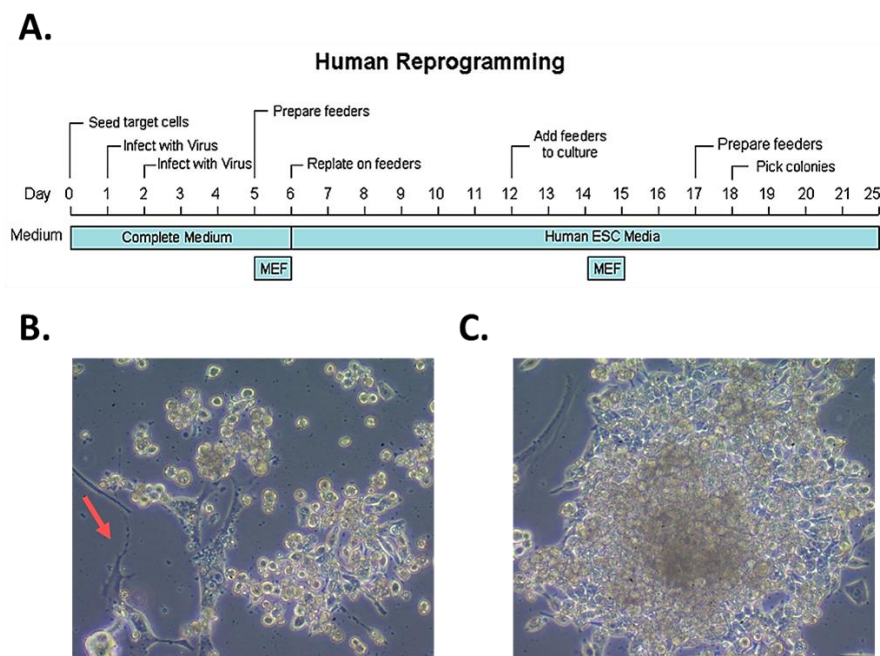 A.
Human Reprogramming
Seed target cells
Infect with Virus
Infect with Virus
Prepare feeders
Replate on feeders
Add feeders
to culture
Prepare feeders
Pick colonies
Day 0 1 2 3 4 5 6 7 8 9 10 11 12 13 14 15 16 17 18 19 20 21 25
Medium Complete Medium Human ESC Media
MEF MEF
B. C.